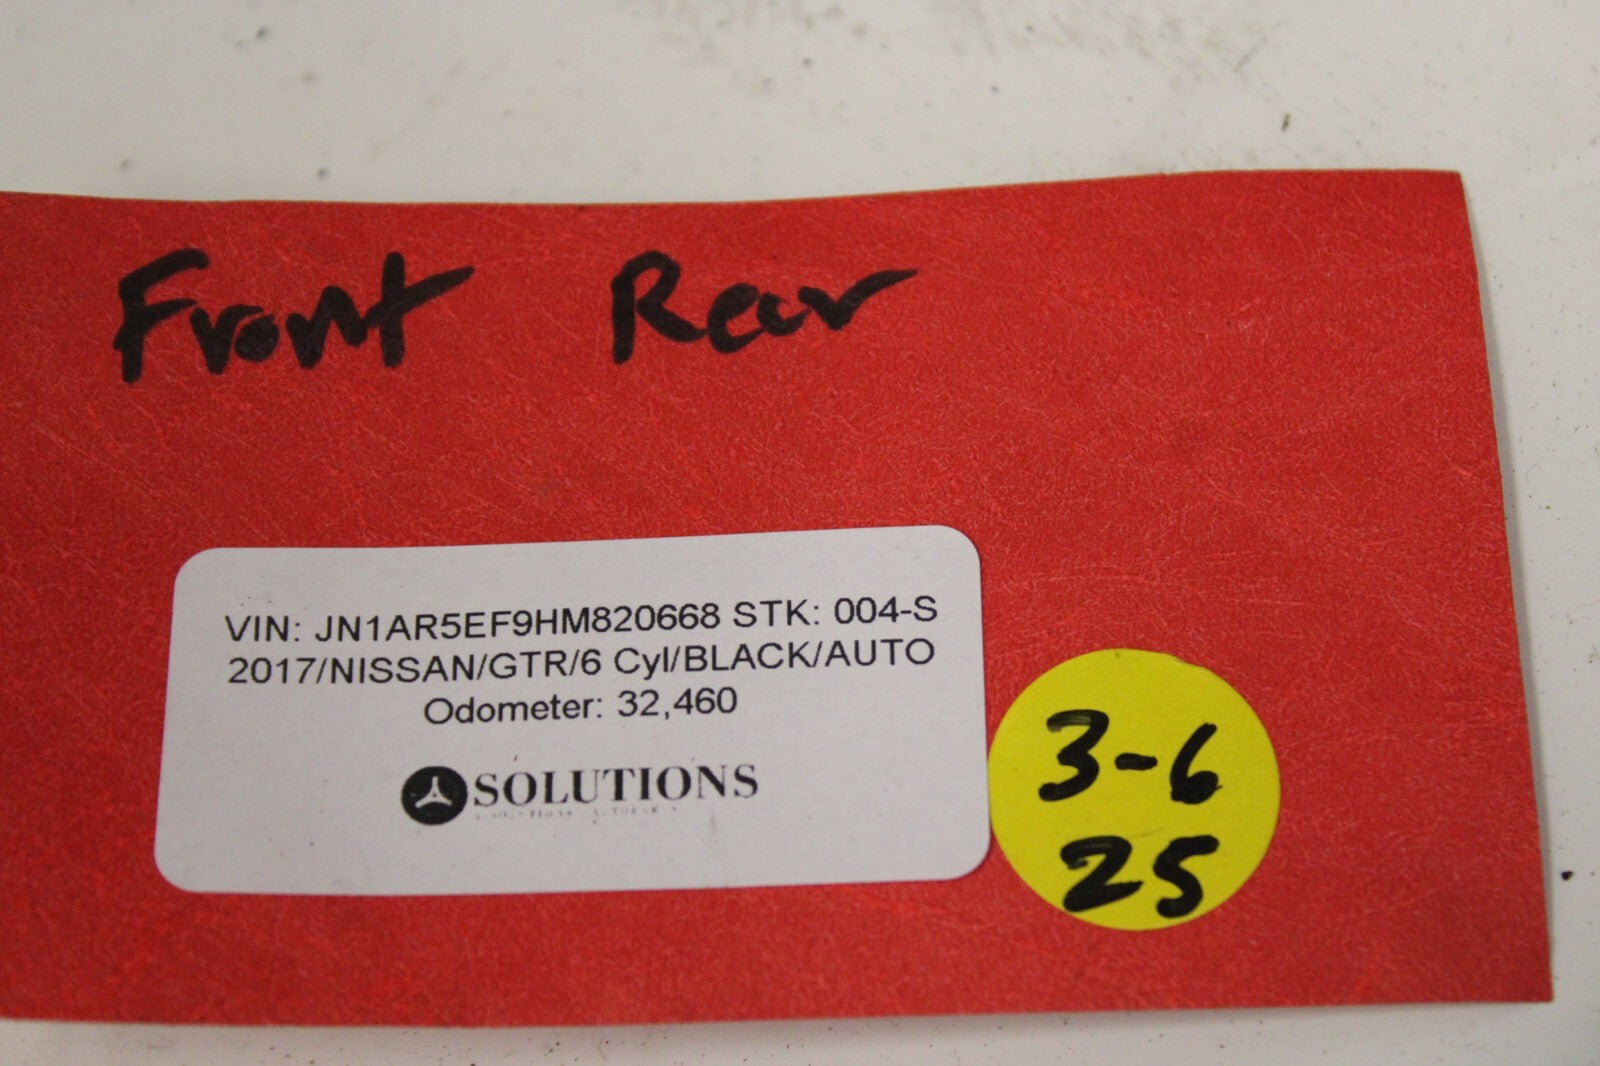 Front Rear
VIN: JN1AR5EF9HM820668 STK: 004-S
2017/NISSAN/GTR/6 Cyl/BLACK/AUTO
Odometer: 32,460
SOLUTIONS
3-6
25